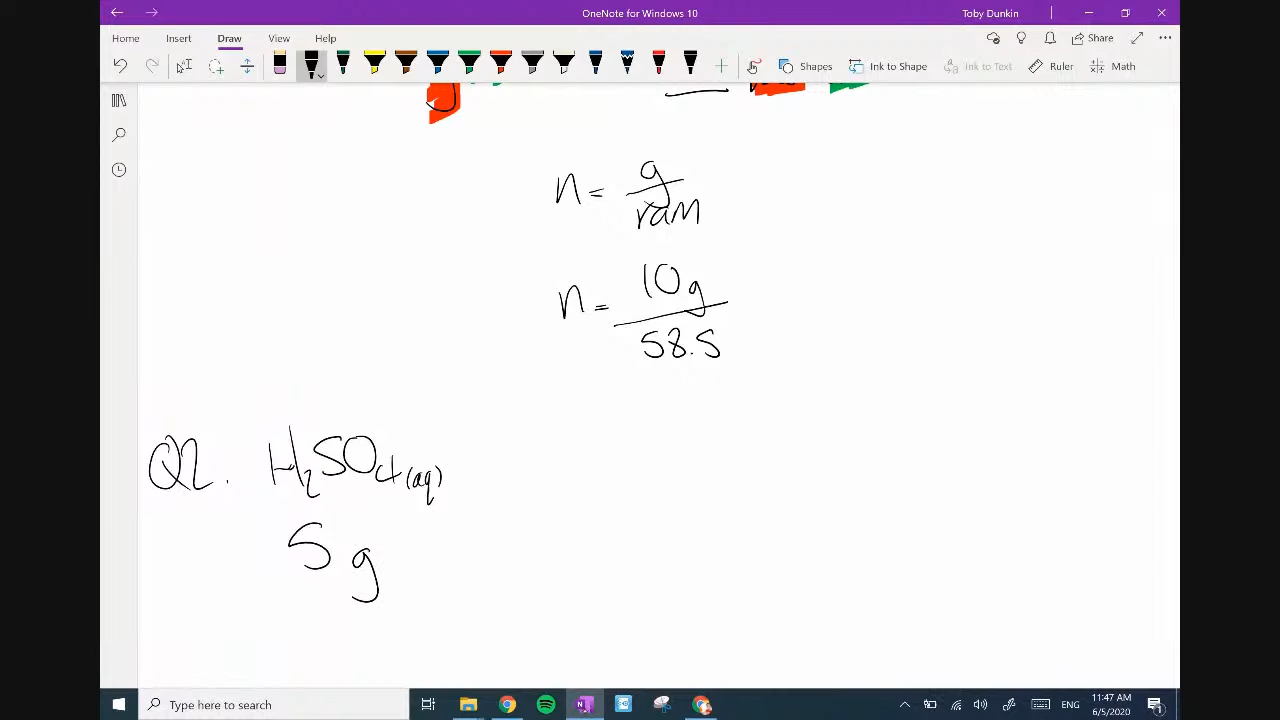 OneNote for Windows 10
Toby Dunkin
Home Insert Draw View Help
Share
Shapes Ink to Shape Ink to Text Ruler Math
n = g/ram
n = 10g/58.5
Q2. H₂SO₄(aq)
5 g
Type here to search
ENG
11:47 AM
6/5/2020